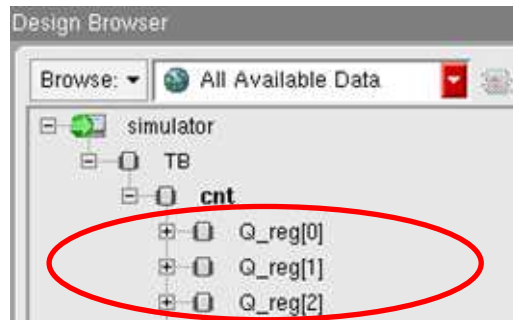 Design Browser
Browse: All Available Data
simulator
TB
cnt
Q_reg[0]
Q_reg[1]
Q_reg[2]